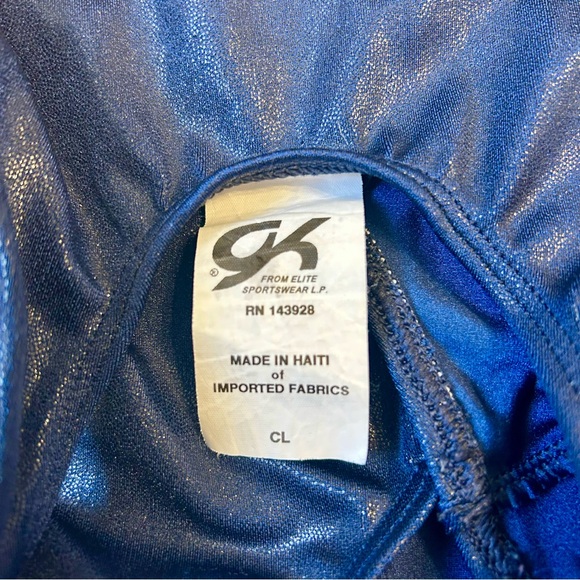 GK
®
FROM ELITE
SPORTSWEAR L.P.
RN 143928
MADE IN HAITI
of
IMPORTED FABRICS
CL